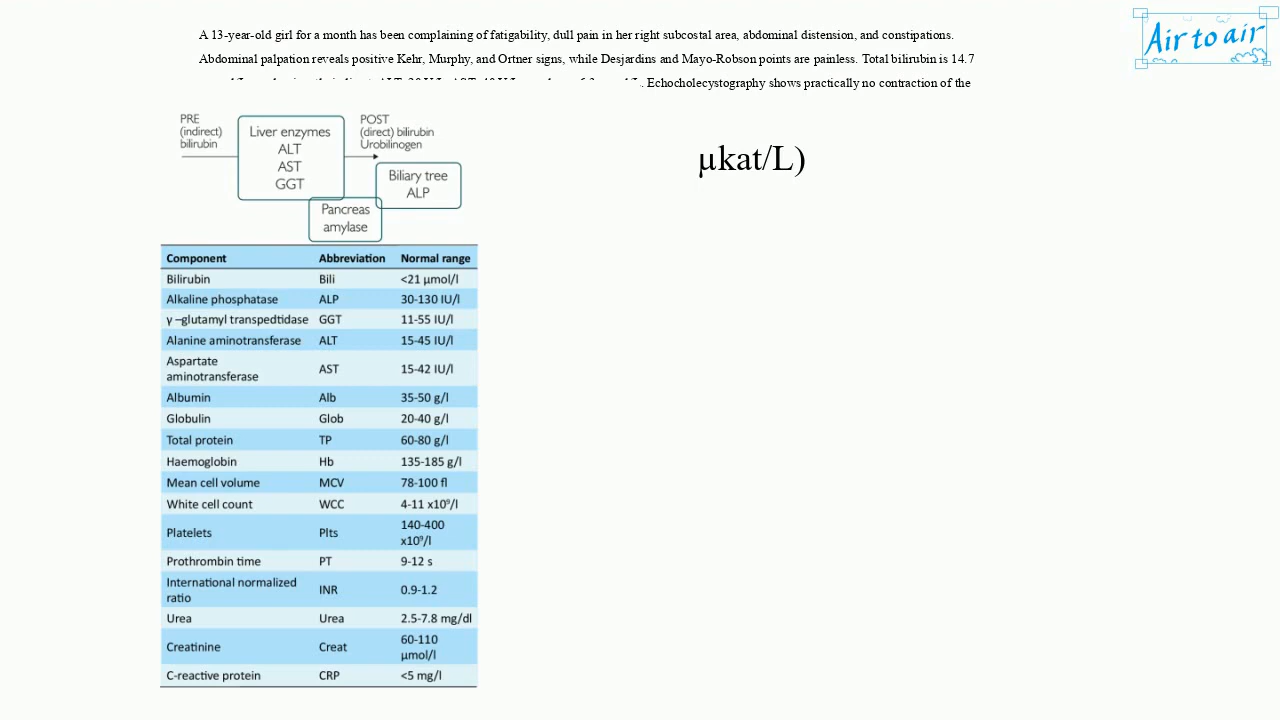 A 13-year-old girl for a month has been complaining of fatigability, dull pain in her right subcostal area, abdominal distension, and constipations.
Abdominal palpation reveals positive Kehr, Murphy, and Ortner signs, while Desjardins and Mayo-Robson points are painless. Total bilirubin is 14.7
. Echocholecystography shows practically no contraction of the
Air to air
PRE
(indirect)
bilirubin
Liver enzymes
ALT
AST
GGT
POST
(direct) bilirubin
Urobilinogen
Biliary tree
ALP
Pancreas
amylase
µkat/L)
Component Abbreviation Normal range
Bilirubin Bili <21 µmol/l
Alkaline phosphatase ALP 30-130 IU/l
γ –glutamyl transpedtidase GGT 11-55 IU/l
Alanine aminotransferase ALT 15-45 IU/l
Aspartate
aminotransferase AST 15-42 IU/l
Albumin Alb 35-50 g/l
Globulin Glob 20-40 g/l
Total protein TP 60-80 g/l
Haemoglobin Hb 135-185 g/l
Mean cell volume MCV 78-100 fl
White cell count WCC 4-11 x10⁹/l
Platelets Plts 140-400
x10⁹/l
Prothrombin time PT 9-12 s
International normalized
ratio INR 0.9-1.2
Urea Urea 2.5-7.8 mg/dl
Creatinine Creat 60-110
µmol/l
C-reactive protein CRP <5 mg/l